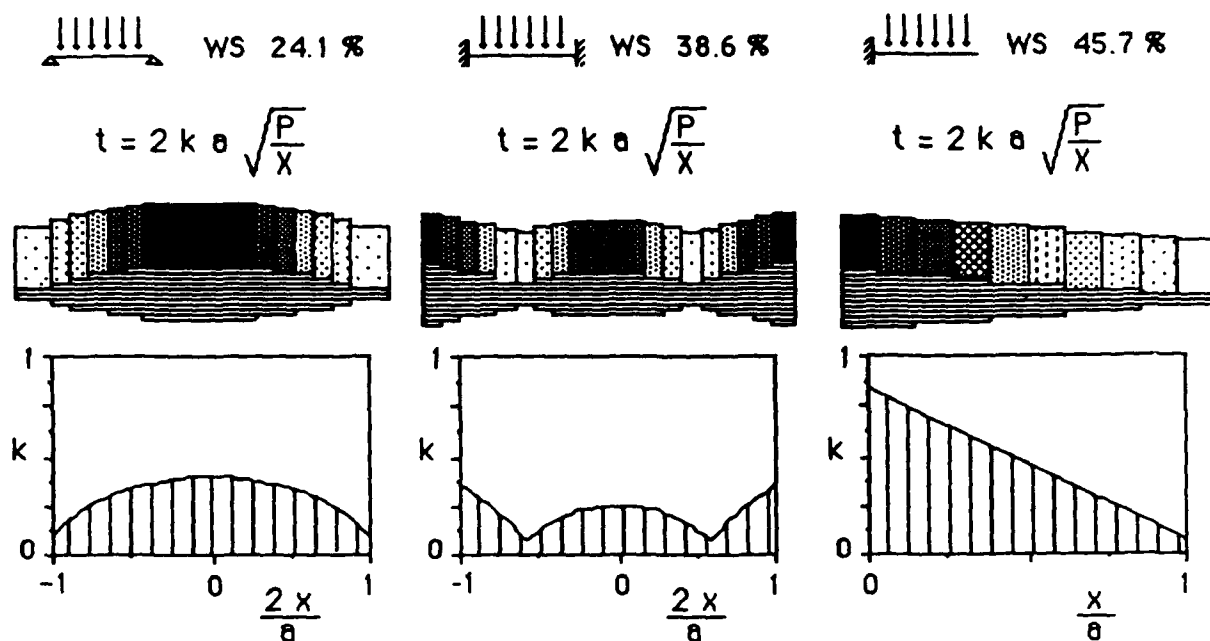 WS 24.1 %
WS 38.6 %
WS 45.7 %
t = 2 k a √P/X
t = 2 k a √P/X
t = 2 k a √P/X
1
k
0
-1
0
1
2 x/a
1
k
0
-1
0
1
2 x/a
1
k
0
0
1
x/a